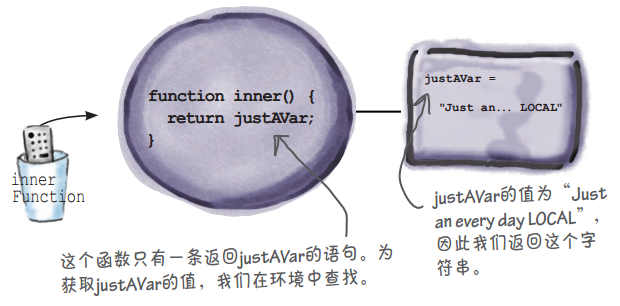 function inner() {
return justAVar;
}
justAVar =
"Just an... LOCAL"
inner
Function
justAVar的值为“Just
an every day LOCAL”，
因此我们返回这个字
符串。
这个函数只有一条返回justAVar的语句。为
获取justAVar的值，我们在环境中查找。